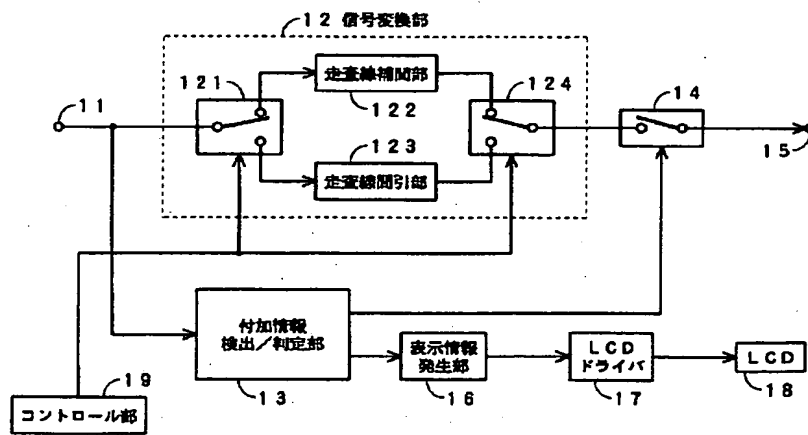 12 信号変換部
121
走査線補間部
122
124
14
11
123
走査線間引部
15
付加情報
検出/判定部
13
表示情報
発生部
16
LCD
ドライバ
17
LCD
18
19
コントロール部